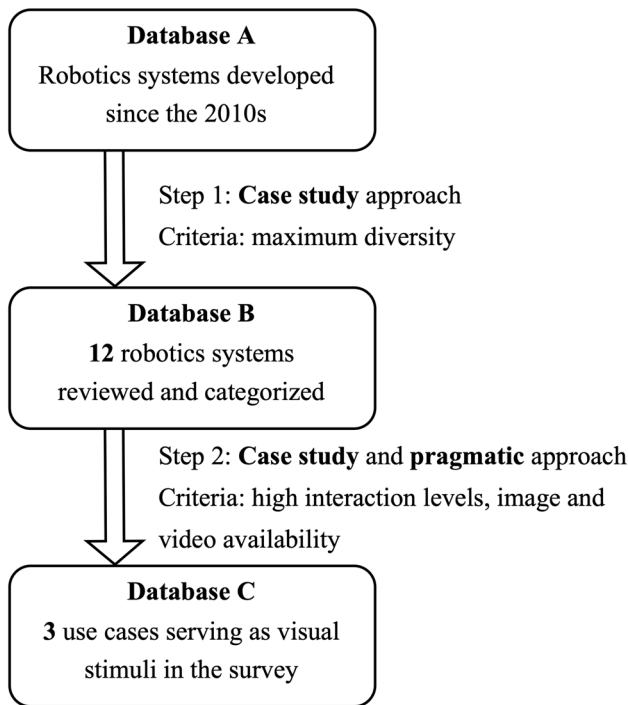 Database A
Robotics systems developed
since the 2010s
Step 1: Case study approach
Criteria: maximum diversity
Database B
12 robotics systems
reviewed and categorized
Step 2: Case study and pragmatic approach
Criteria: high interaction levels, image and
video availability
Database C
3 use cases serving as visual
stimuli in the survey